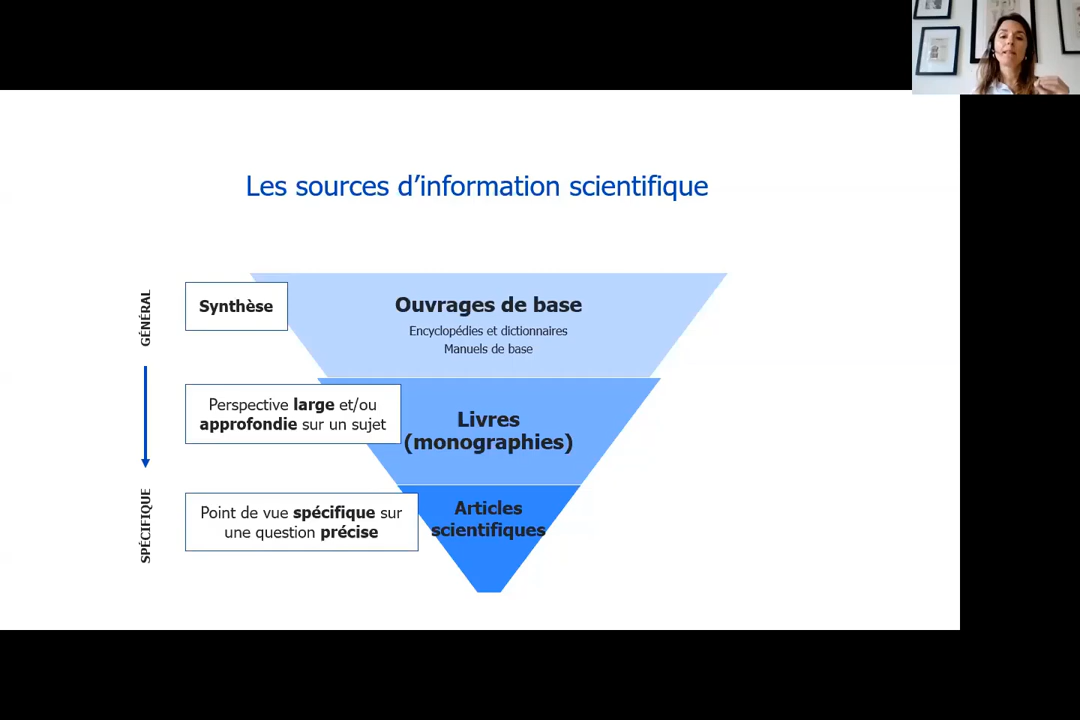 Les sources d’information scientifique
GÉNÉRAL
Synthèse
Ouvrages de base
Encyclopédies et dictionnaires
Manuels de base
Perspective large et/ou
approfondie sur un sujet
Livres
(monographies)
SPÉCIFIQUE
Point de vue spécifique sur
une question précise
Articles
scientifiques